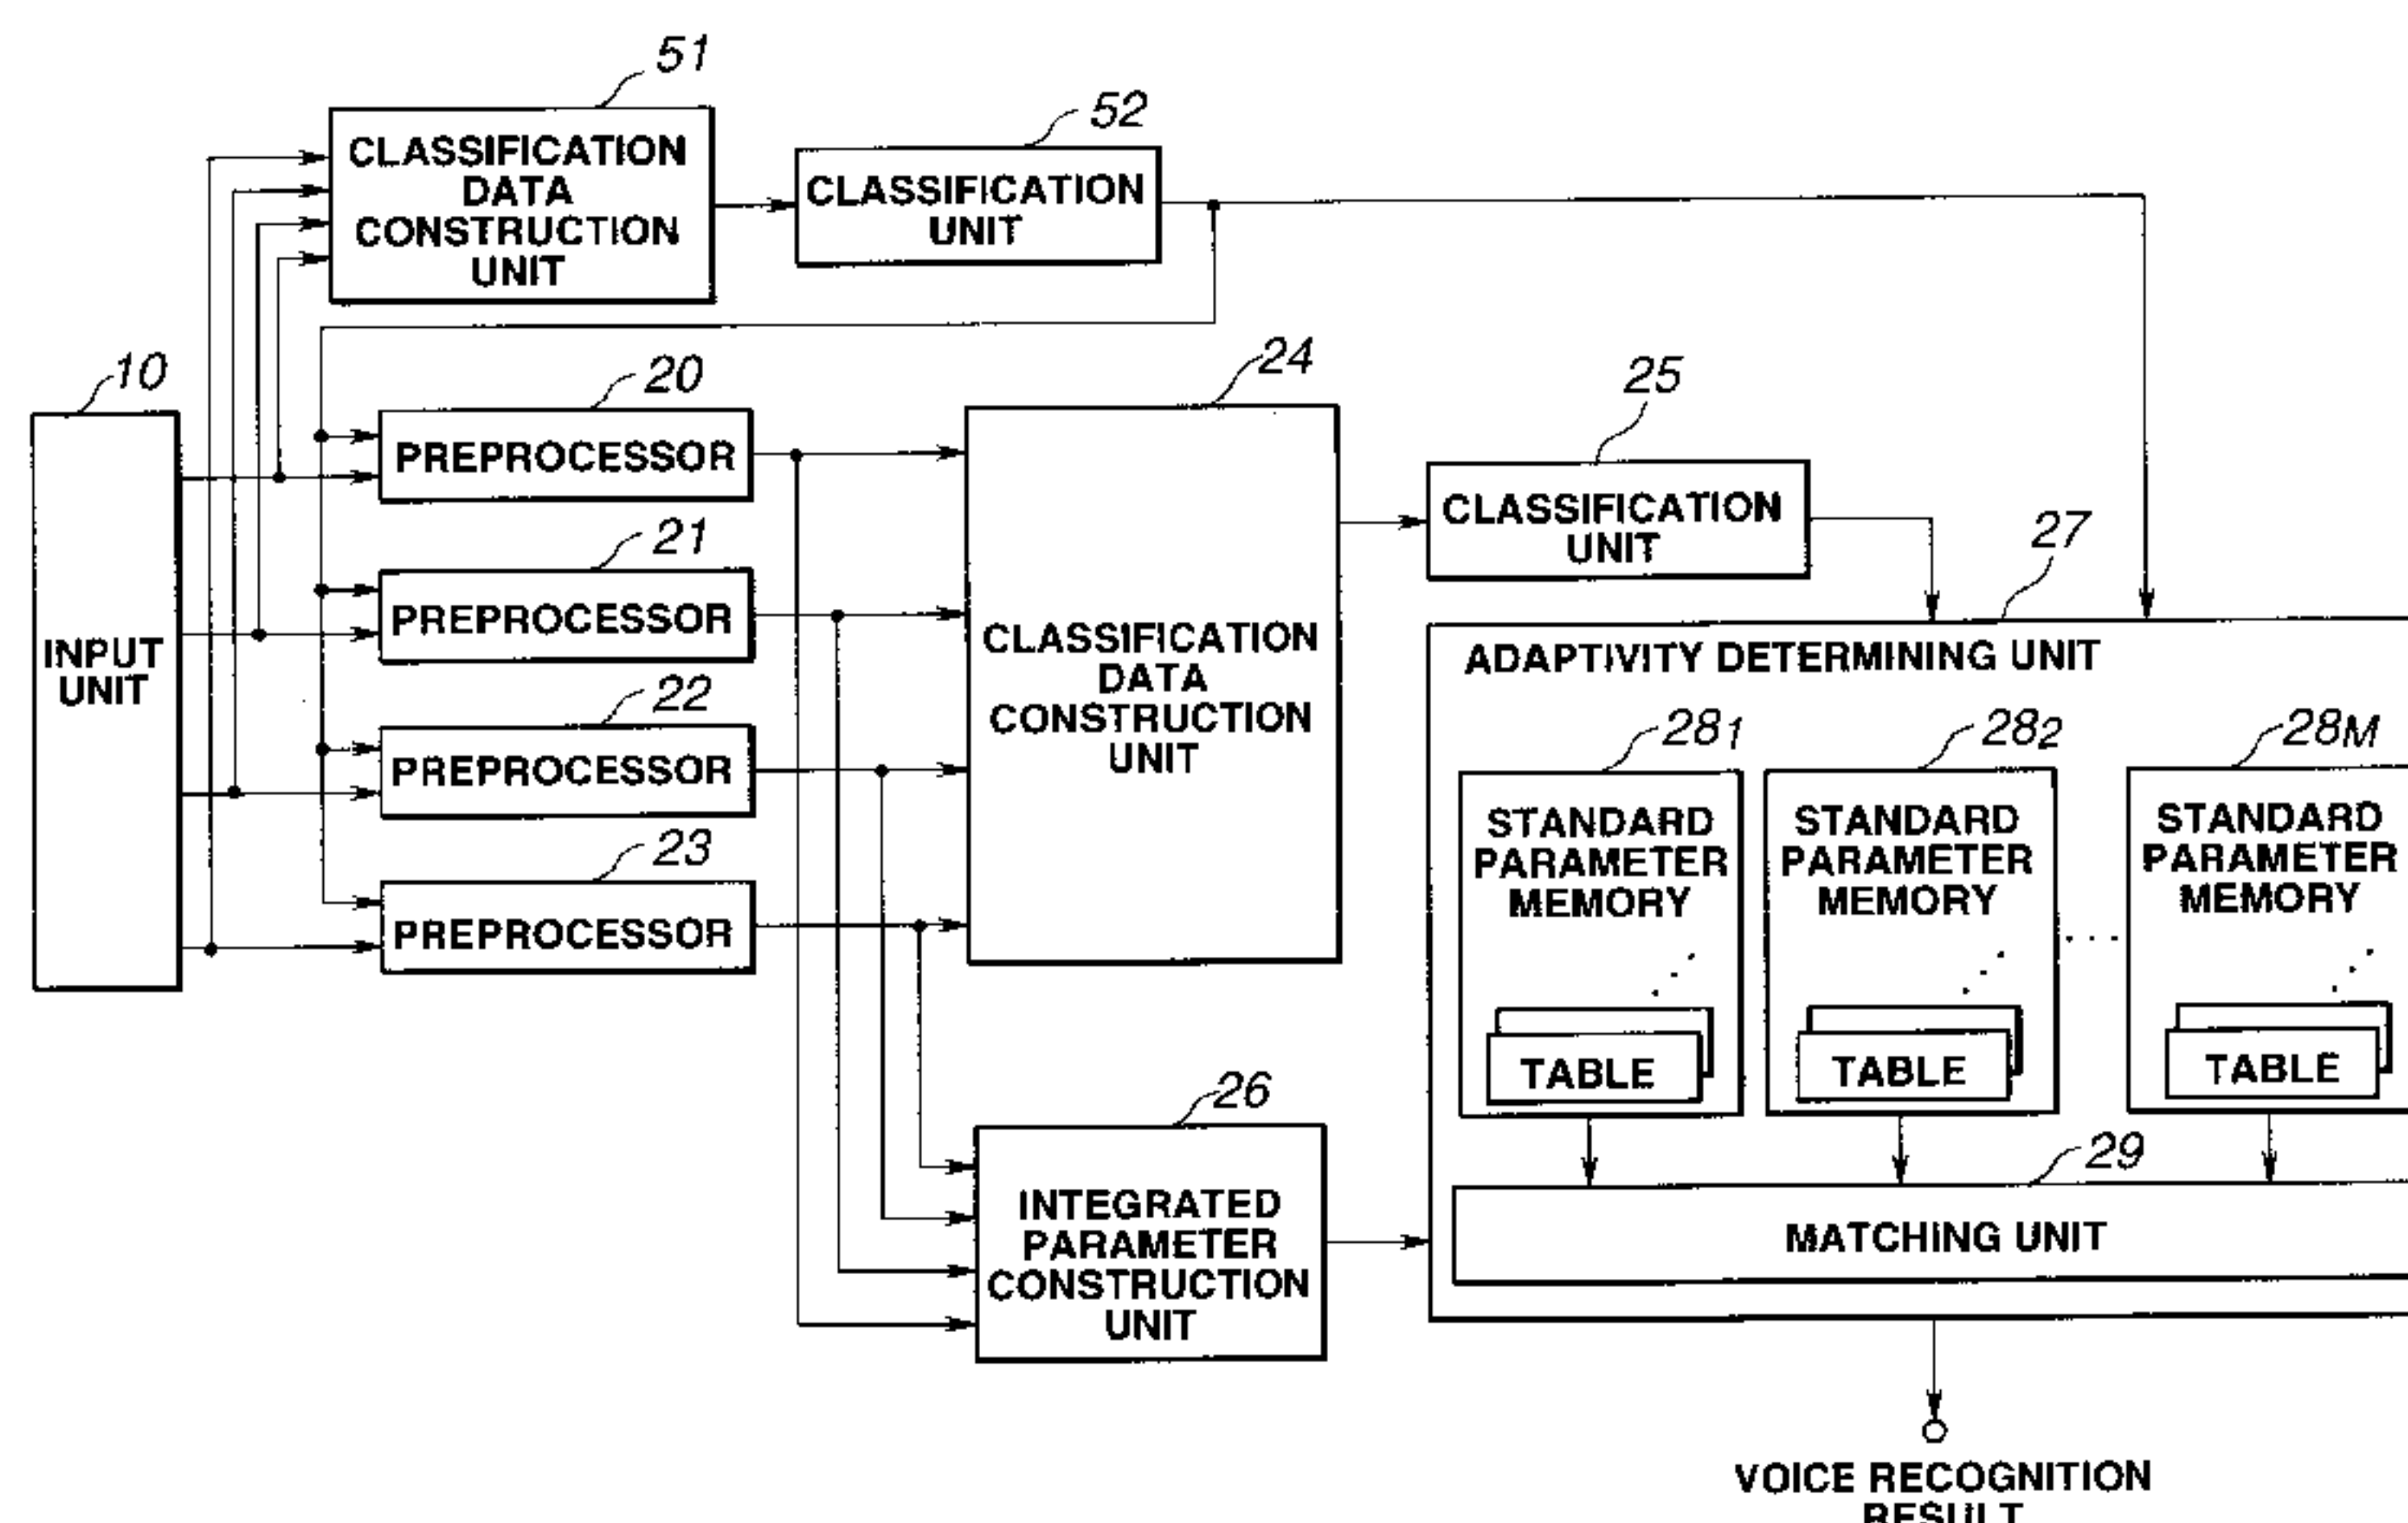 51
CLASSIFICATION
DATA
CONSTRUCTION
UNIT
52
CLASSIFICATION
UNIT
10
INPUT
UNIT
20
PREPROCESSOR
21
PREPROCESSOR
22
PREPROCESSOR
23
PREPROCESSOR
24
CLASSIFICATION
DATA
CONSTRUCTION
UNIT
25
CLASSIFICATION
UNIT
26
INTEGRATED
PARAMETER
CONSTRUCTION
UNIT
27
ADAPTIVITY DETERMINING UNIT
281
STANDARD
PARAMETER
MEMORY
TABLE
282
STANDARD
PARAMETER
MEMORY
TABLE
28M
STANDARD
PARAMETER
MEMORY
TABLE
29
MATCHING UNIT
VOICE RECOGNITION
RESULT